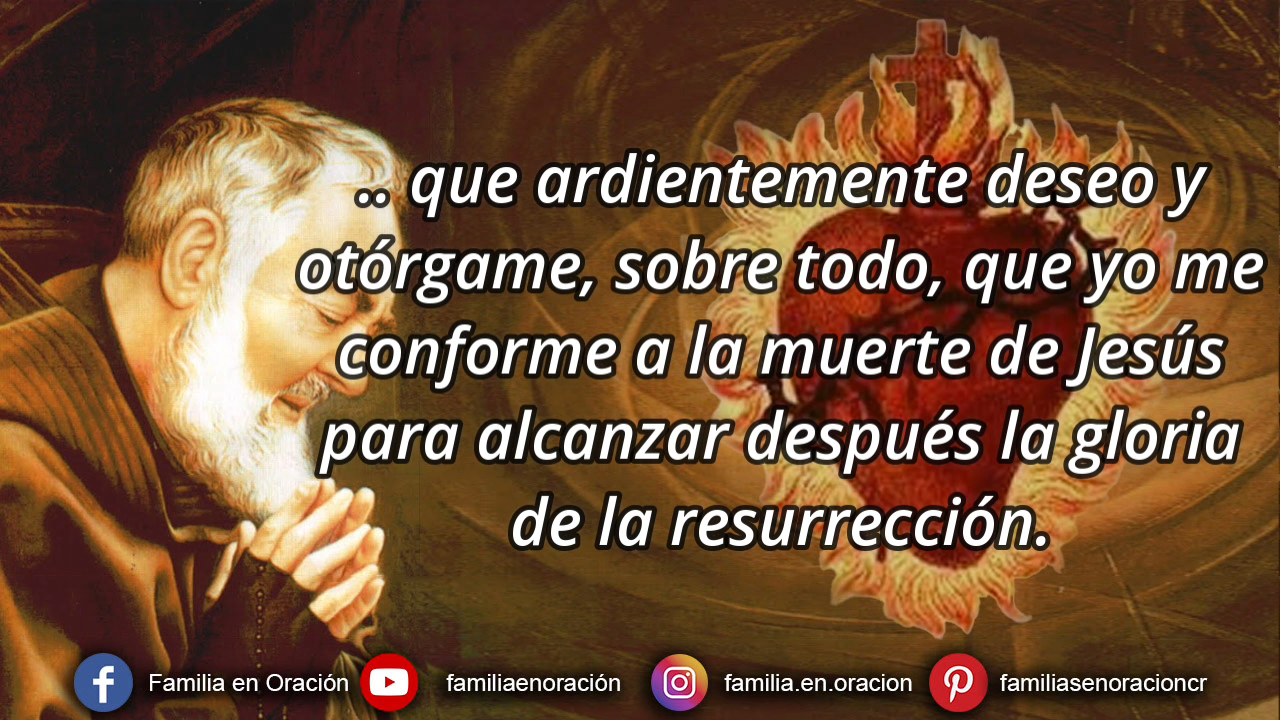 .. que ardientemente deseo y
otórgame, sobre todo, que yo me
conforme a la muerte de Jesús
para alcanzar después la gloria
de la resurrección.
Familia en Oración familiaenoración familia.en.oracion familiasenoracioncr